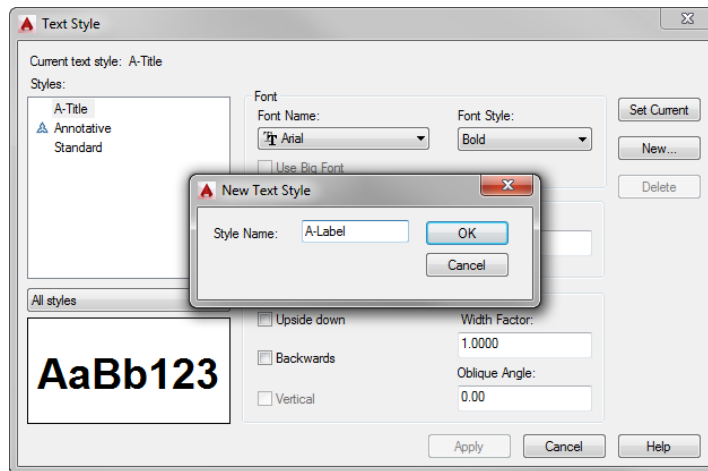 Text Style
Current text style: A-Title
Styles:
A-Title
Annotative
Standard
Font
Font Name:
Font Style:
Arial
Bold
Use Big Font
Set Current
New...
Delete
New Text Style
Style Name:
A-Label
OK
Cancel
All styles
AaBb123
Upside down
Backwards
Vertical
Width Factor:
1.0000
Oblique Angle:
0.00
Apply
Cancel
Help